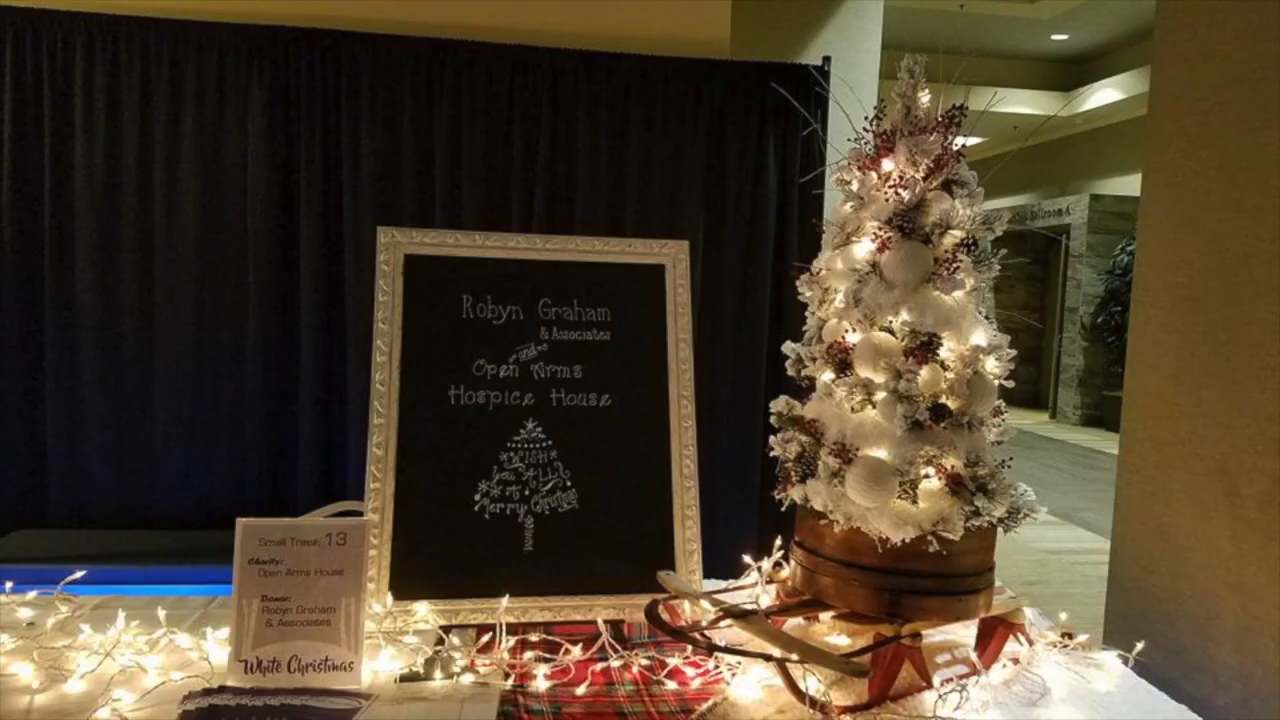 Robyn Graham
& Associates
and
Open Arms
Hospice House
WISH
You ALL
A
Merry Christmas
Small Tree#: 13
Charity:
Open Arms House
Donor:
Robyn Graham
& Associates
White Christmas